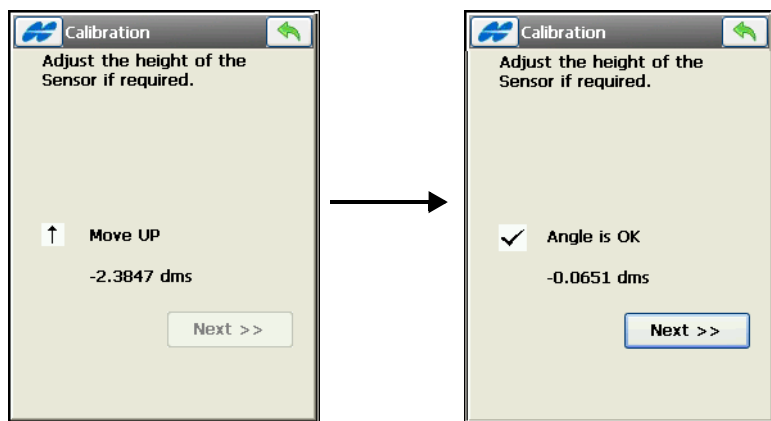 Calibration
Adjust the height of the
Sensor if required.
↑ Move UP
-2.3847 dms
Next >>
Calibration
Adjust the height of the
Sensor if required.
✓ Angle is OK
-0.0651 dms
Next >>